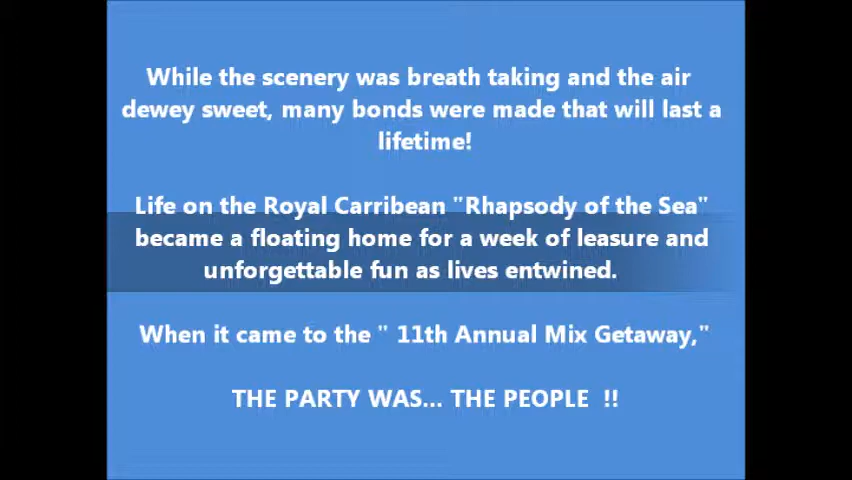 While the scenery was breath taking and the air
dewey sweet, many bonds were made that will last a
lifetime!
Life on the Royal Carribean "Rhapsody of the Sea"
became a floating home for a week of leasure and
unforgettable fun as lives entwined.
When it came to the " 11th Annual Mix Getaway,"
THE PARTY WAS... THE PEOPLE !!